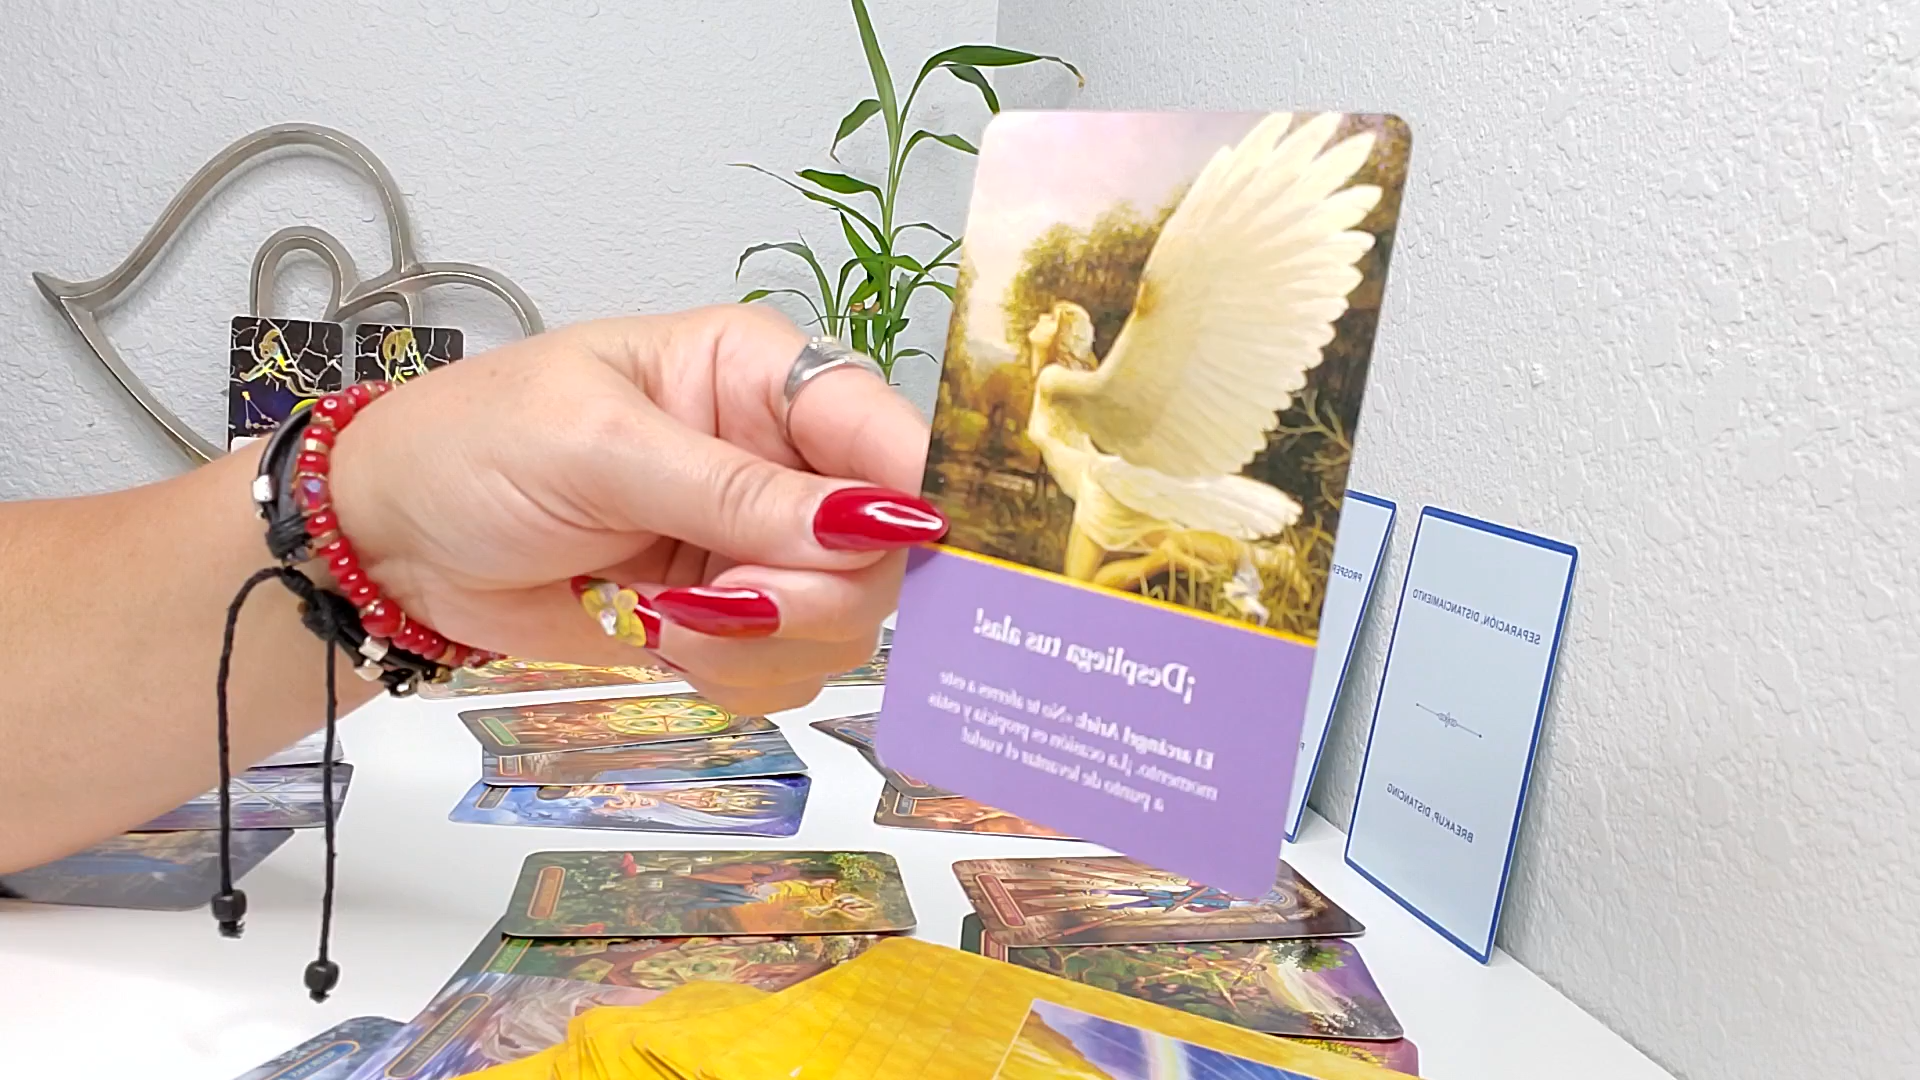 ¡Despliega tus alas!
El arcángel Ariel: «No te aferres a este
momento. ¡La ocasión es propicia y estás
a punto de levantar el vuelo!
PROSPER
SEPARACIÓN, DISTANCIAMIENTO
BREAKUP, DISTANCING